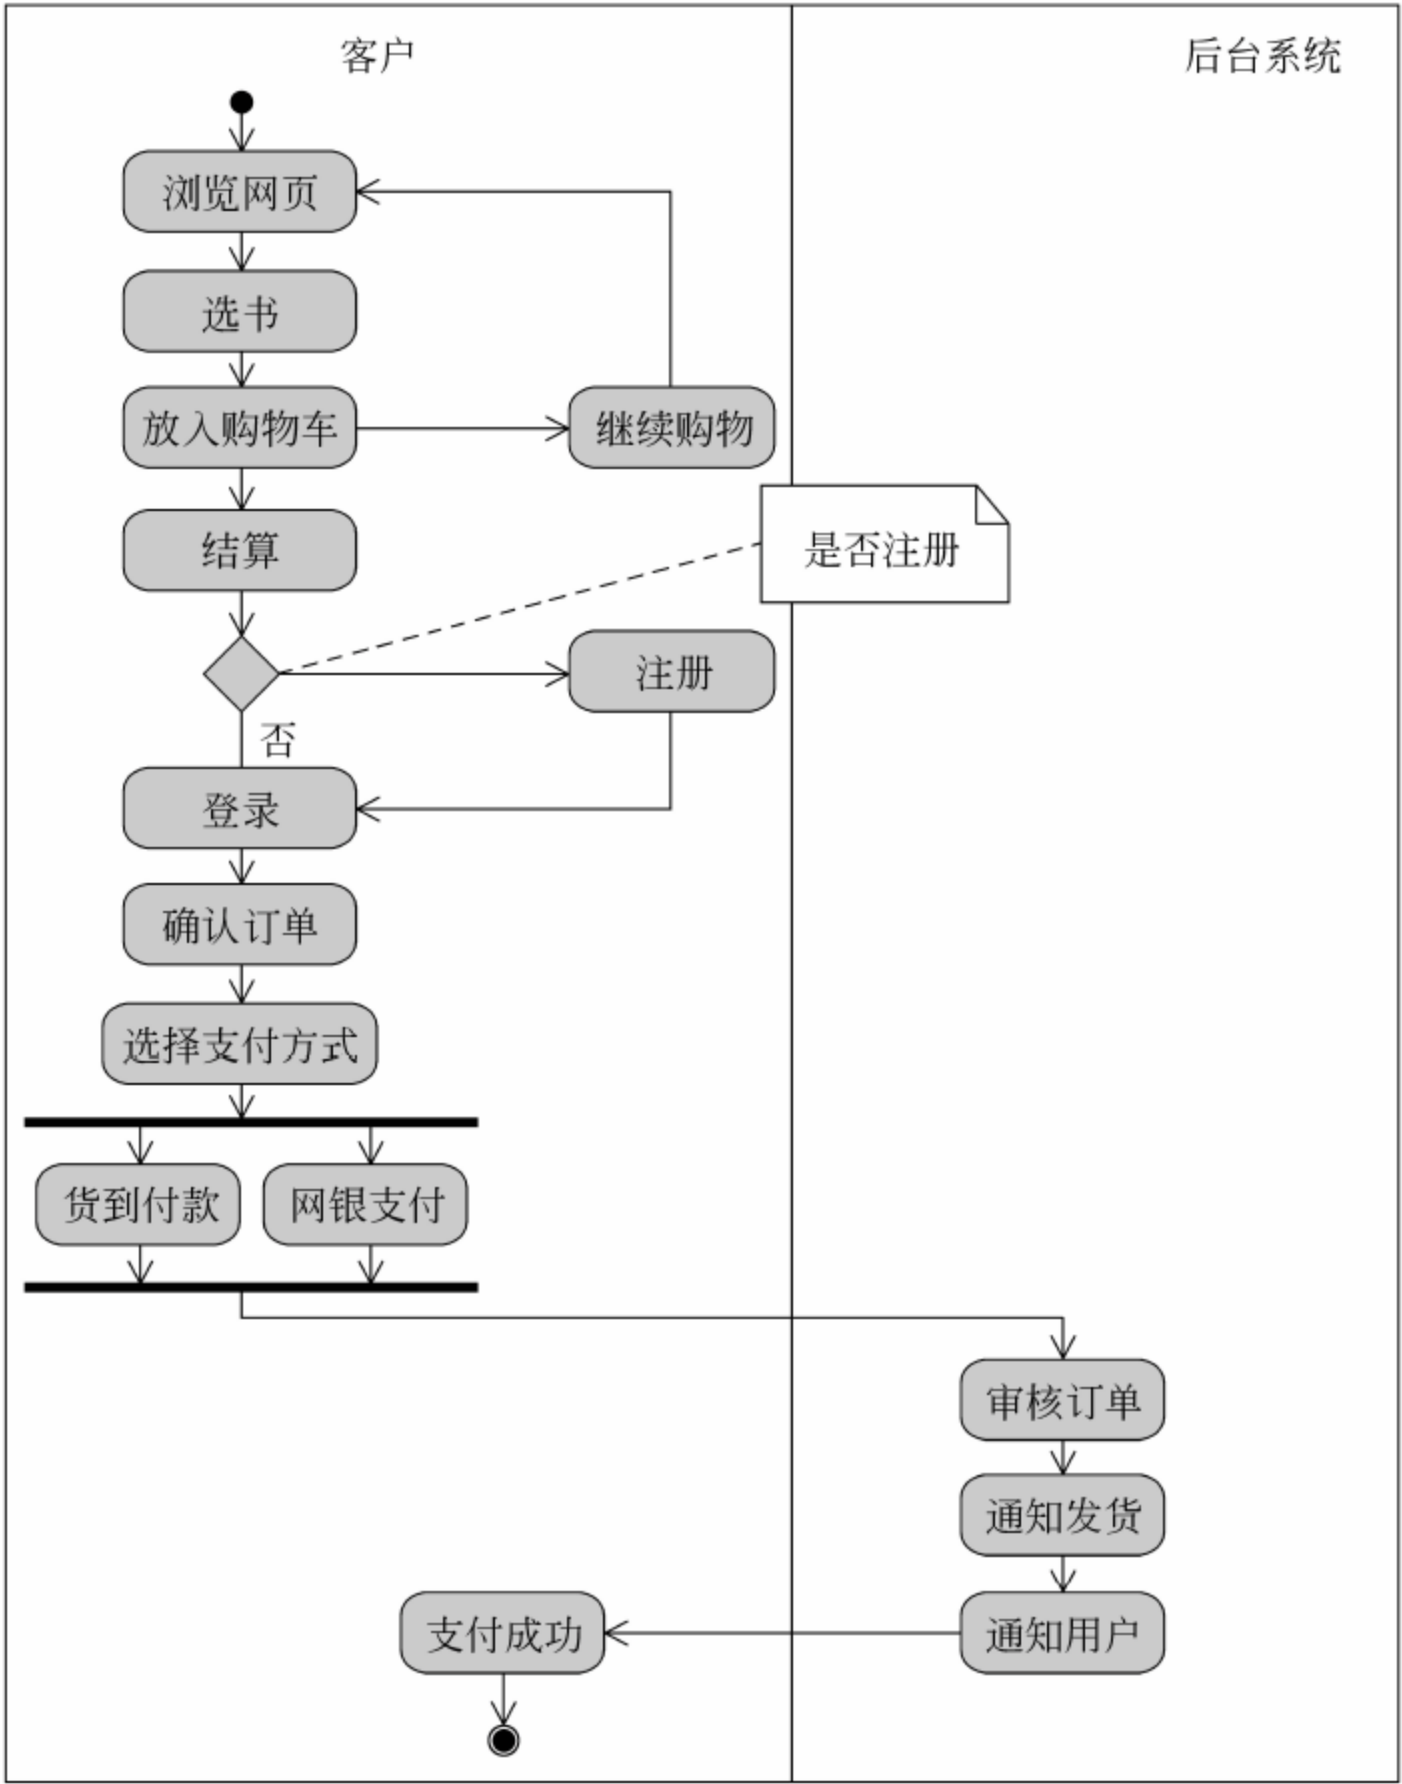 客户
后台系统
浏览网页
选书
放入购物车
继续购物
结算
是否注册
注册
否
登录
确认订单
选择支付方式
货到付款
网银支付
审核订单
通知发货
支付成功
通知用户